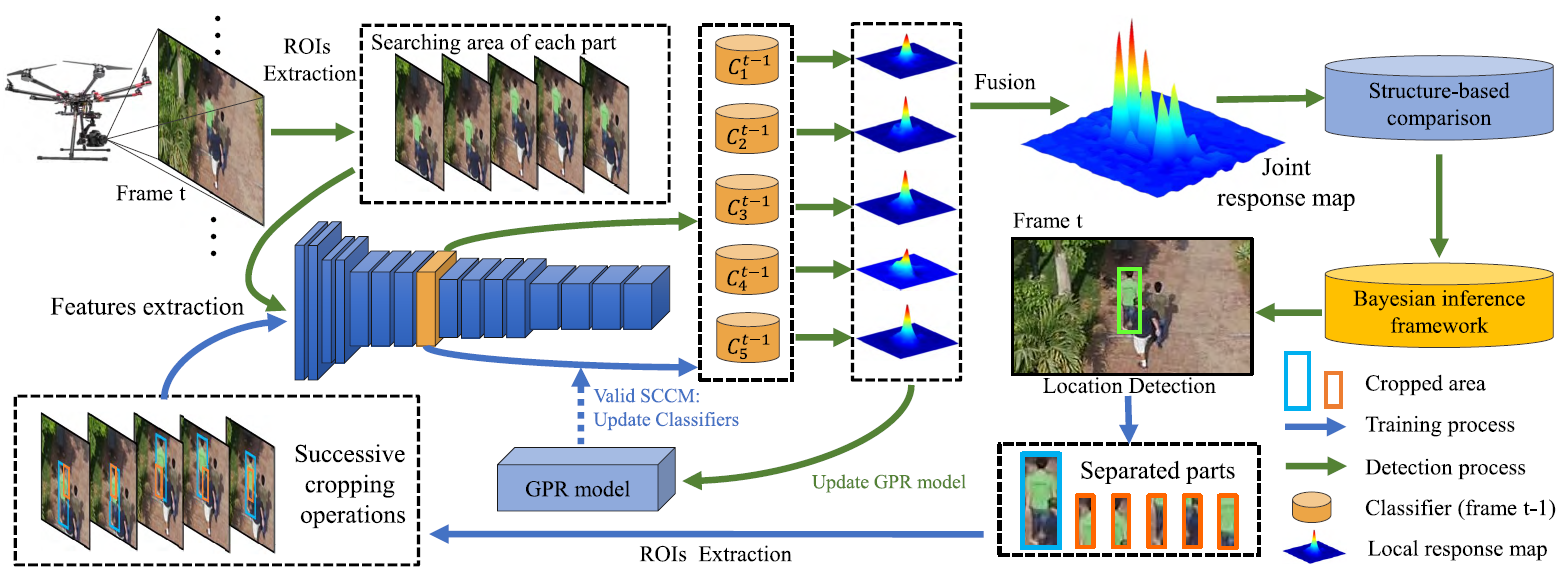 ROIs
Extraction
Searching area of each part
Frame t
C_1^{t−1}
C_2^{t−1}
C_3^{t−1}
C_4^{t−1}
C_5^{t−1}
Fusion
Joint
response map
Structure-based
comparison
Bayesian inference
framework
Frame t
Location Detection
Features extraction
Valid SCCM:
Update Classifiers
GPR model
Update GPR model
Successive
cropping
operations
ROIs Extraction
Separated parts
Cropped area
Training process
Detection process
Classifier (frame t-1)
Local response map